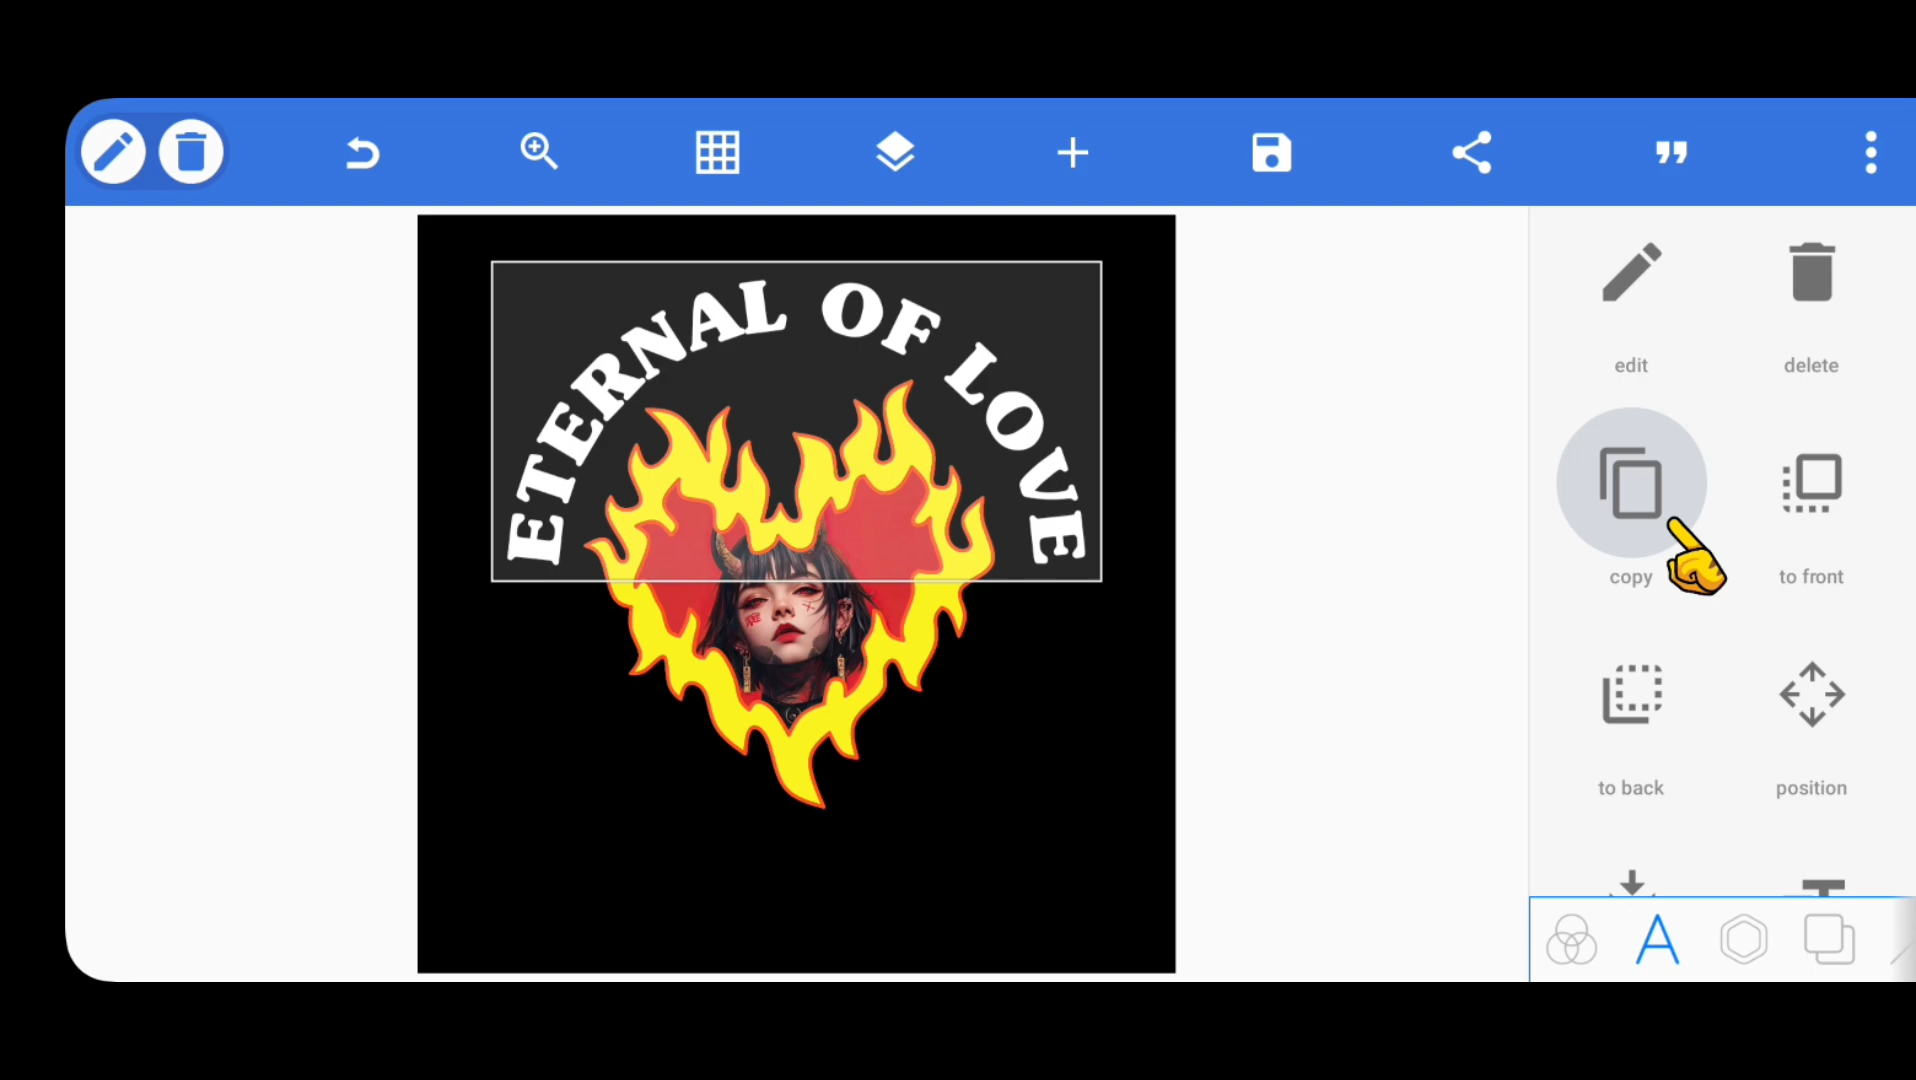 ETERNAL OF LOVE
edit delete
copy to front
to back position